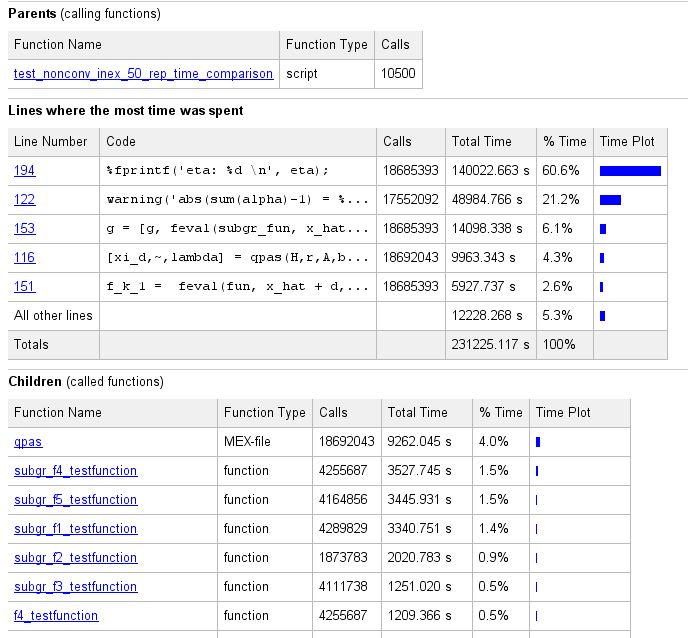 Parents (calling functions)
Function Name Function Type Calls
test_nonconv_inex_50_rep_time_comparison script 10500
Lines where the most time was spent
Line Number Code Calls Total Time % Time Time Plot
194 %fprintf('eta: %d \n', eta); 18685393 140022.663 s 60.6%
122 warning('abs(sum(alpha)-1) = %... 17552092 48984.766 s 21.2%
153 g = [g, feval(subgr_fun, x_hat... 18685393 14098.338 s 6.1%
116 [xi_d,~,lambda] = qpas(H,r,A,b... 18692043 9963.343 s 4.3%
151 f_k_1 = feval(fun, x_hat + d,... 18685393 5927.737 s 2.6%
All other lines 12228.268 s 5.3%
Totals 231225.117 s 100%
Children (called functions)
Function Name Function Type Calls Total Time % Time Time Plot
qpas MEX-file 18692043 9262.045 s 4.0%
subgr_f4_testfunction function 4255687 3527.745 s 1.5%
subgr_f5_testfunction function 4164856 3445.931 s 1.5%
subgr_f1_testfunction function 4289829 3340.751 s 1.4%
subgr_f2_testfunction function 1873783 2020.783 s 0.9%
subgr_f3_testfunction function 4111738 1251.020 s 0.5%
f4_testfunction function 4255687 1209.366 s 0.5%